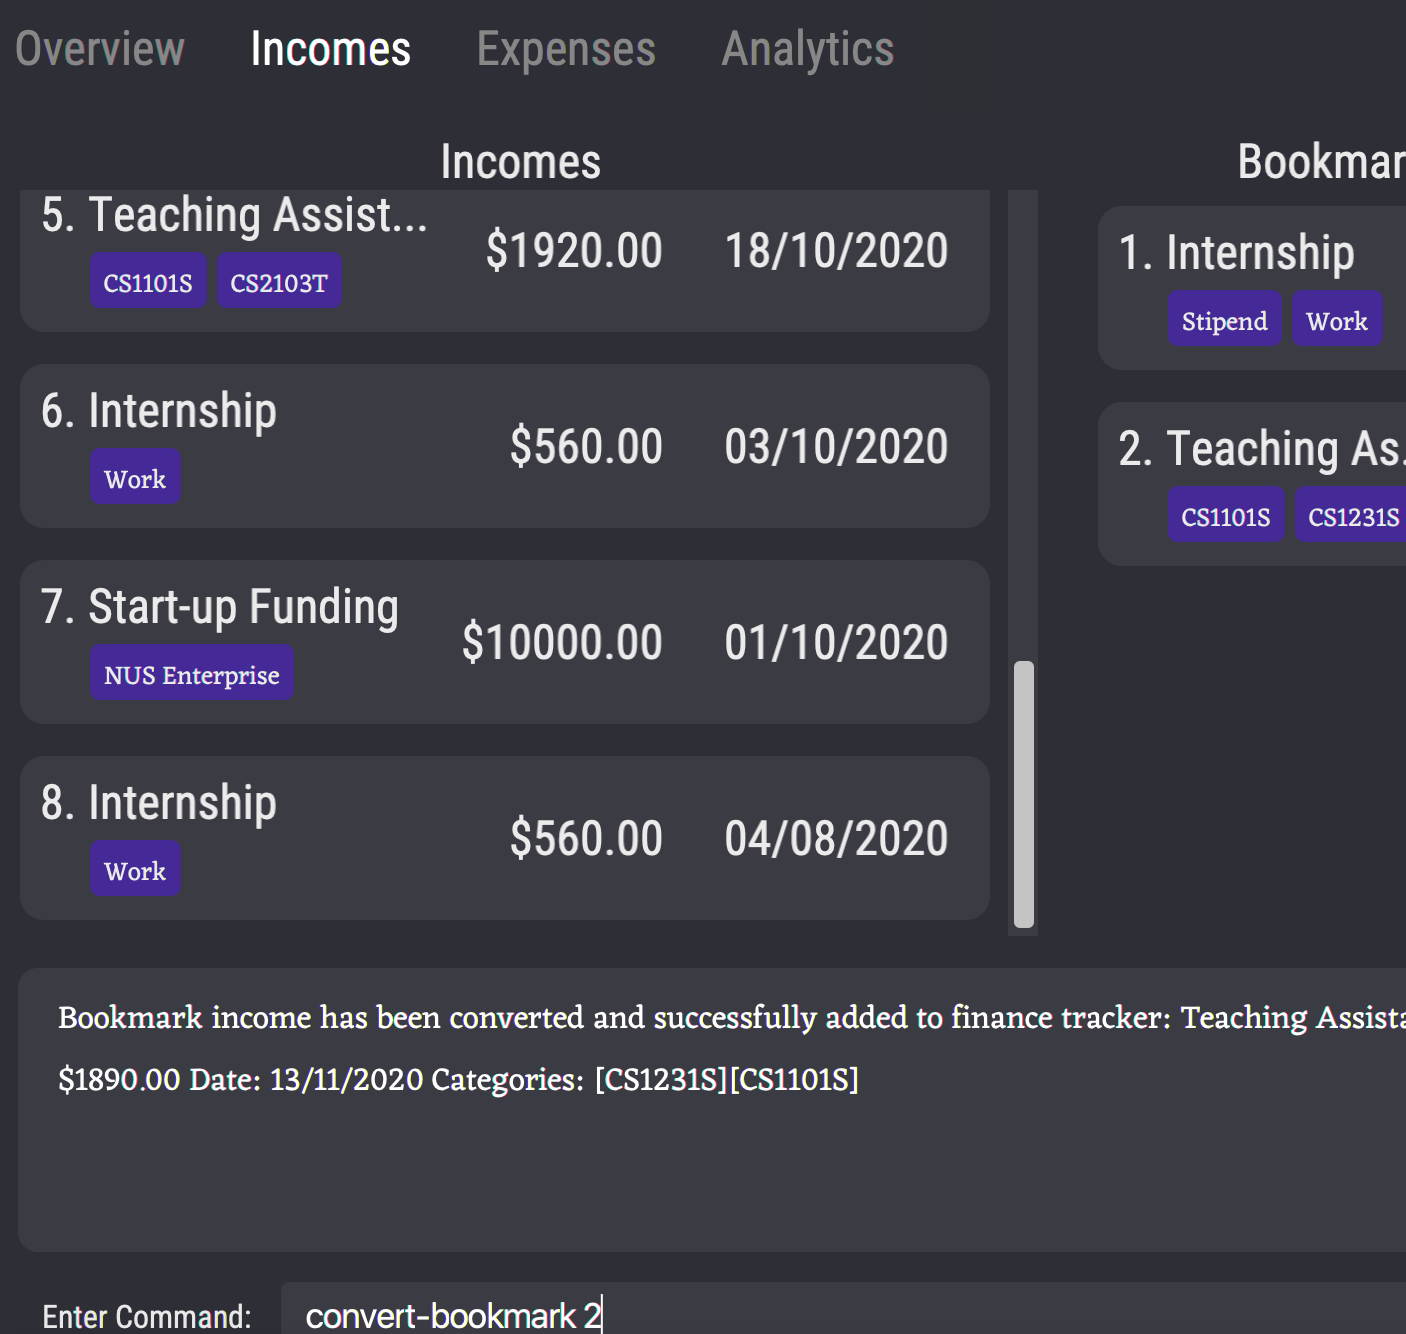 Overview Incomes Expenses Analytics
Incomes
5. Teaching Assist...
$1920.00 18/10/2020
CS1101S CS2103T
6. Internship
$560.00 03/10/2020
Work
7. Start-up Funding
$10000.00 01/10/2020
NUS Enterprise
8. Internship
$560.00 04/08/2020
Work
Bookmar
1. Internship
Stipend Work
2. Teaching As.
CS1101S CS1231S
Bookmark income has been converted and successfully added to finance tracker: Teaching Assista
$1890.00 Date: 13/11/2020 Categories: [CS1231S][CS1101S]
Enter Command: convert-bookmark 2